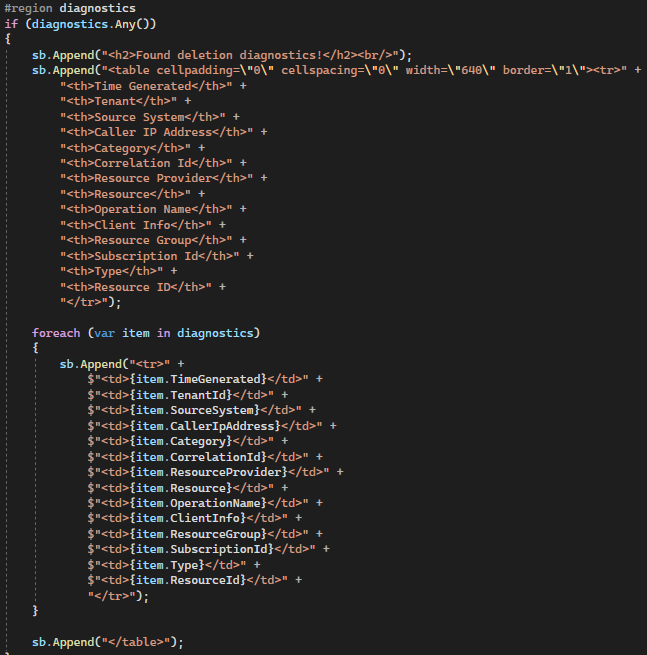 #region diagnostics
if (diagnostics.Any())
{
    sb.Append("<h2>Found deletion diagnostics!</h2><br/>");
    sb.Append("<table cellpadding=\"0\" cellspacing=\"0\" width=\"640\" border=\"1\"><tr>" +
        "<th>Time Generated</th>" +
        "<th>Tenant</th>" +
        "<th>Source System</th>" +
        "<th>Caller IP Address</th>" +
        "<th>Category</th>" +
        "<th>Correlation Id</th>" +
        "<th>Resource Provider</th>" +
        "<th>Resource</th>" +
        "<th>Operation Name</th>" +
        "<th>Client Info</th>" +
        "<th>Resource Group</th>" +
        "<th>Subscription Id</th>" +
        "<th>Type</th>" +
        "<th>Resource ID</th>" +
        "</tr>");

    foreach (var item in diagnostics)
    {
        sb.Append("<tr>" +
            $"<td>{item.TimeGenerated}</td>" +
            $"<td>{item.TenantId}</td>" +
            $"<td>{item.SourceSystem}</td>" +
            $"<td>{item.CallerIpAddress}</td>" +
            $"<td>{item.Category}</td>" +
            $"<td>{item.CorrelationId}</td>" +
            $"<td>{item.ResourceProvider}</td>" +
            $"<td>{item.Resource}</td>" +
            $"<td>{item.OperationName}</td>" +
            $"<td>{item.ClientInfo}</td>" +
            $"<td>{item.ResourceGroup}</td>" +
            $"<td>{item.SubscriptionId}</td>" +
            $"<td>{item.Type}</td>" +
            $"<td>{item.ResourceId}</td>" +
            "</tr>");
    }

    sb.Append("</table>");